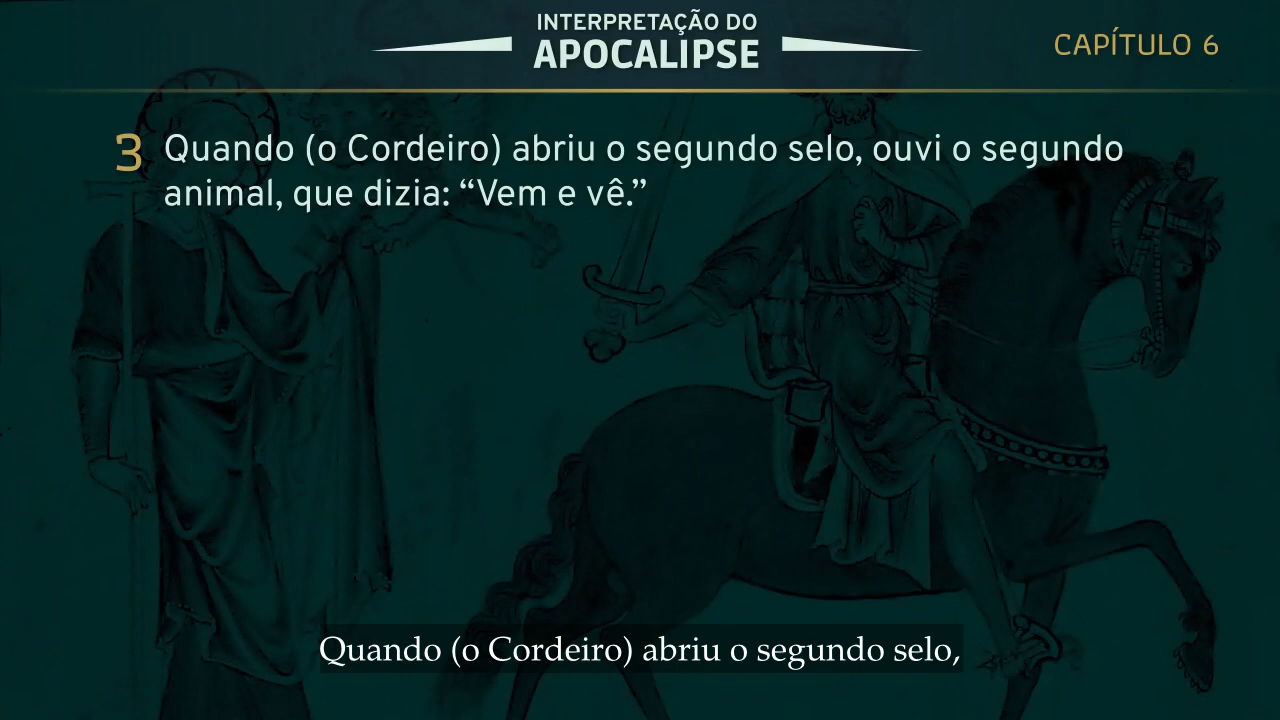 INTERPRETAÇÃO DO
APOCALIPSE
CAPÍTULO 6
3 Quando (o Cordeiro) abriu o segundo selo, ouvi o segundo
animal, que dizia: “Vem e vê.”
Quando (o Cordeiro) abriu o segundo selo,